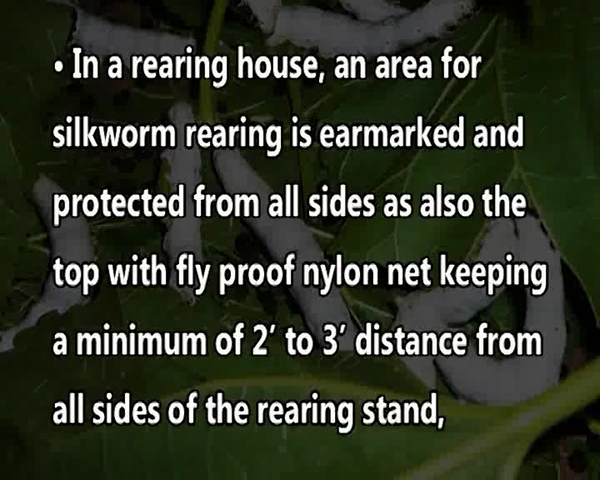 • In a rearing house, an area for
silkworm rearing is earmarked and
protected from all sides as also the
top with fly proof nylon net keeping
a minimum of 2′ to 3′ distance from
all sides of the rearing stand,